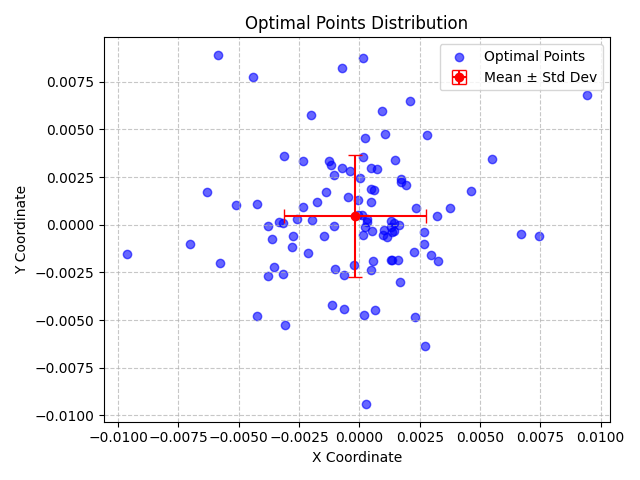 Optimal Points Distribution
Optimal Points
Mean ± Std Dev
Y Coordinate
0.0075
0.0050
0.0025
0.0000
−0.0025
−0.0050
−0.0075
−0.0100
−0.0100 −0.0075 −0.0050 −0.0025 0.0000 0.0025 0.0050 0.0075 0.0100
X Coordinate